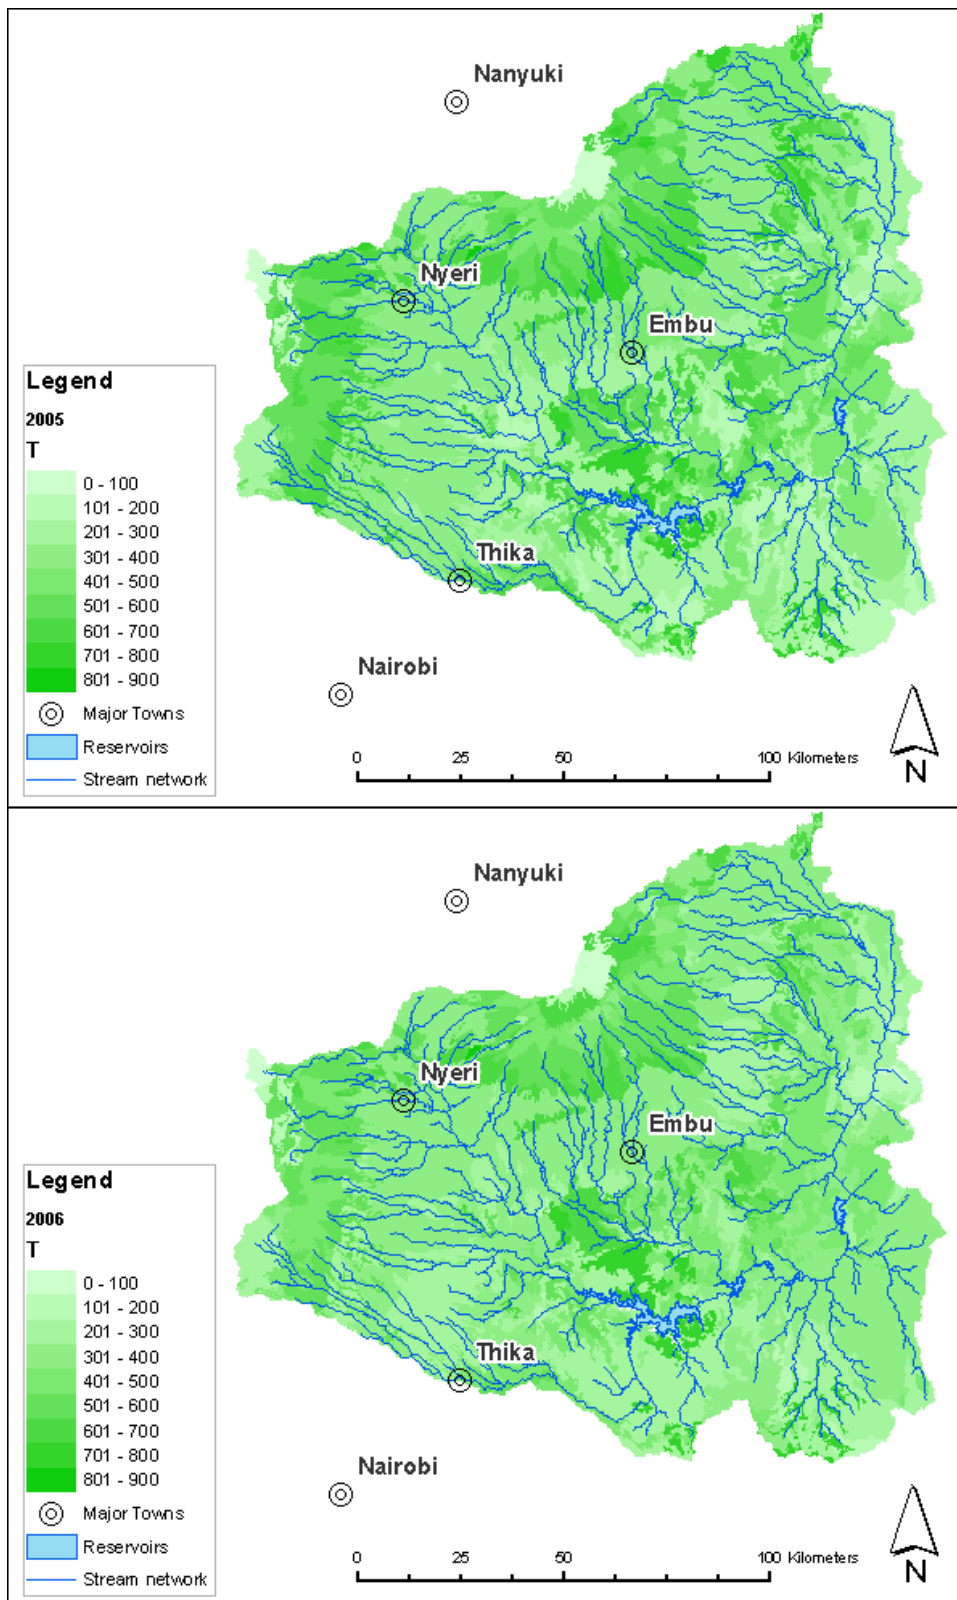 Nanyuki
Nyeri
Embu
Legend
2005
T
0 - 100
101 - 200
201 - 300
301 - 400
401 - 500
501 - 600
601 - 700
701 - 800
801 - 900
Major Towns
Reservoirs
Stream network
Thika
Nairobi
0 25 50 100 Kilometers
N
Nanyuki
Nyeri
Embu
Legend
2006
T
0 - 100
101 - 200
201 - 300
301 - 400
401 - 500
501 - 600
601 - 700
701 - 800
801 - 900
Major Towns
Reservoirs
Stream network
Thika
Nairobi
0 25 50 100 Kilometers
N